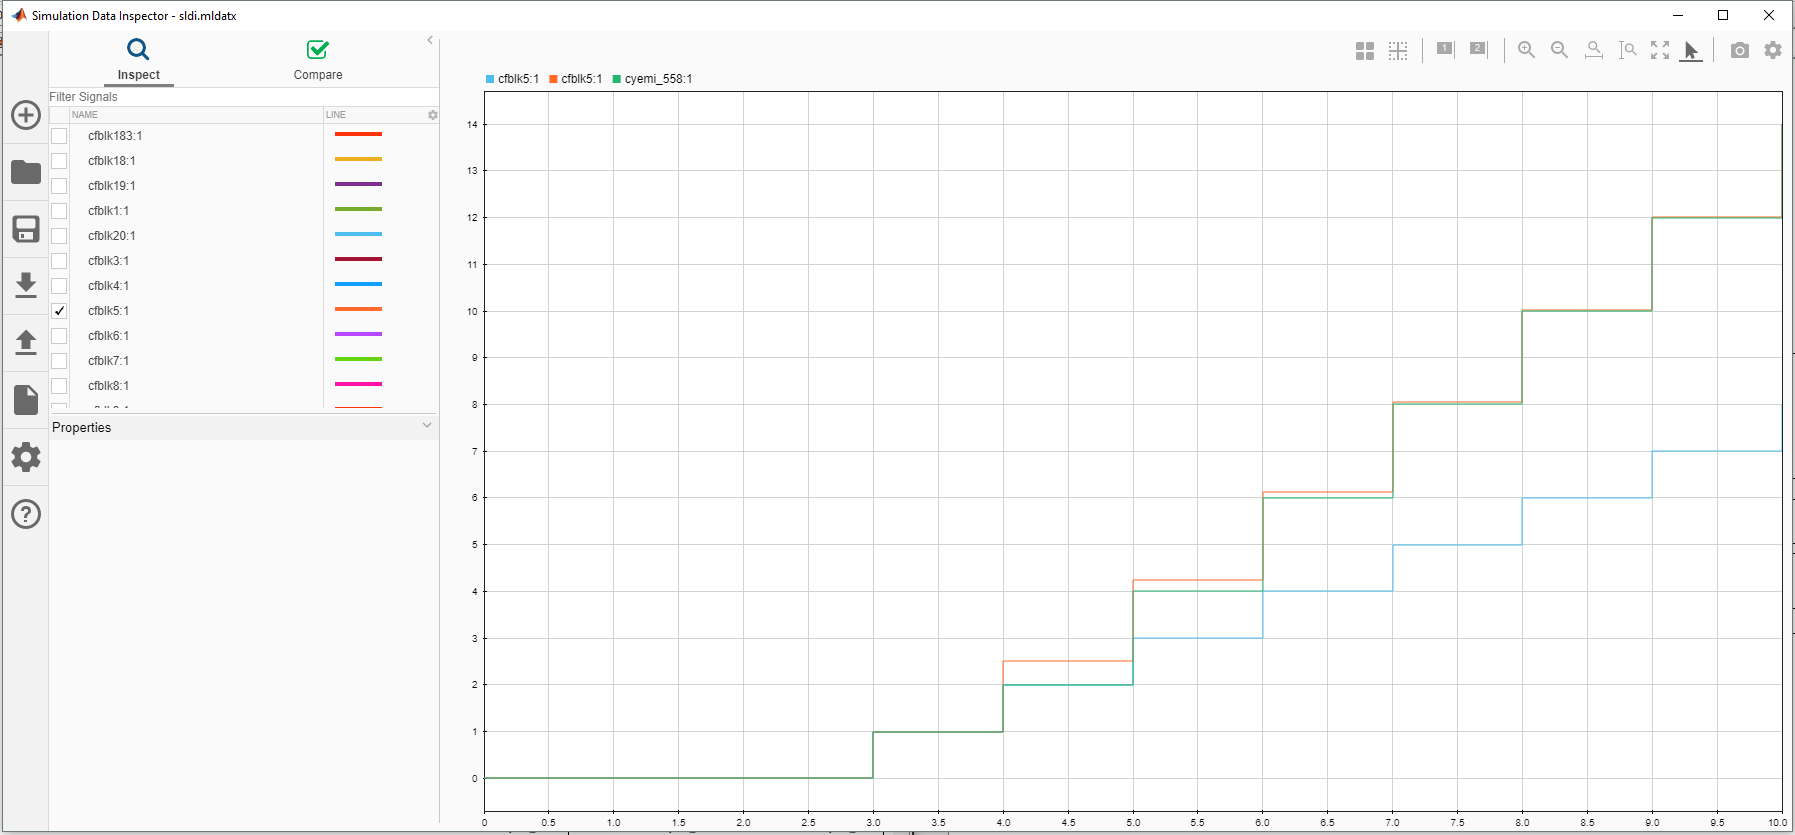 Simulation Data Inspector - sldi.mldatx
Inspect
Compare
Filter Signals
NAME LINE
cfblk183:1
cfblk18:1
cfblk19:1
cfblk1:1
cfblk20:1
cfblk3:1
cfblk4:1
cfblk5:1
cfblk6:1
cfblk7:1
cfblk8:1
Properties
1 2
cfblk5:1 cfblk5:1 cyemi_558:1
14
13
12
11
10
9
8
7
6
5
4
3
2
1
0
0 0.5 1.0 1.5 2.0 2.5 3.0 3.5 4.0 4.5 5.0 5.5 6.0 6.5 7.0 7.5 8.0 8.5 9.0 9.5 10.0